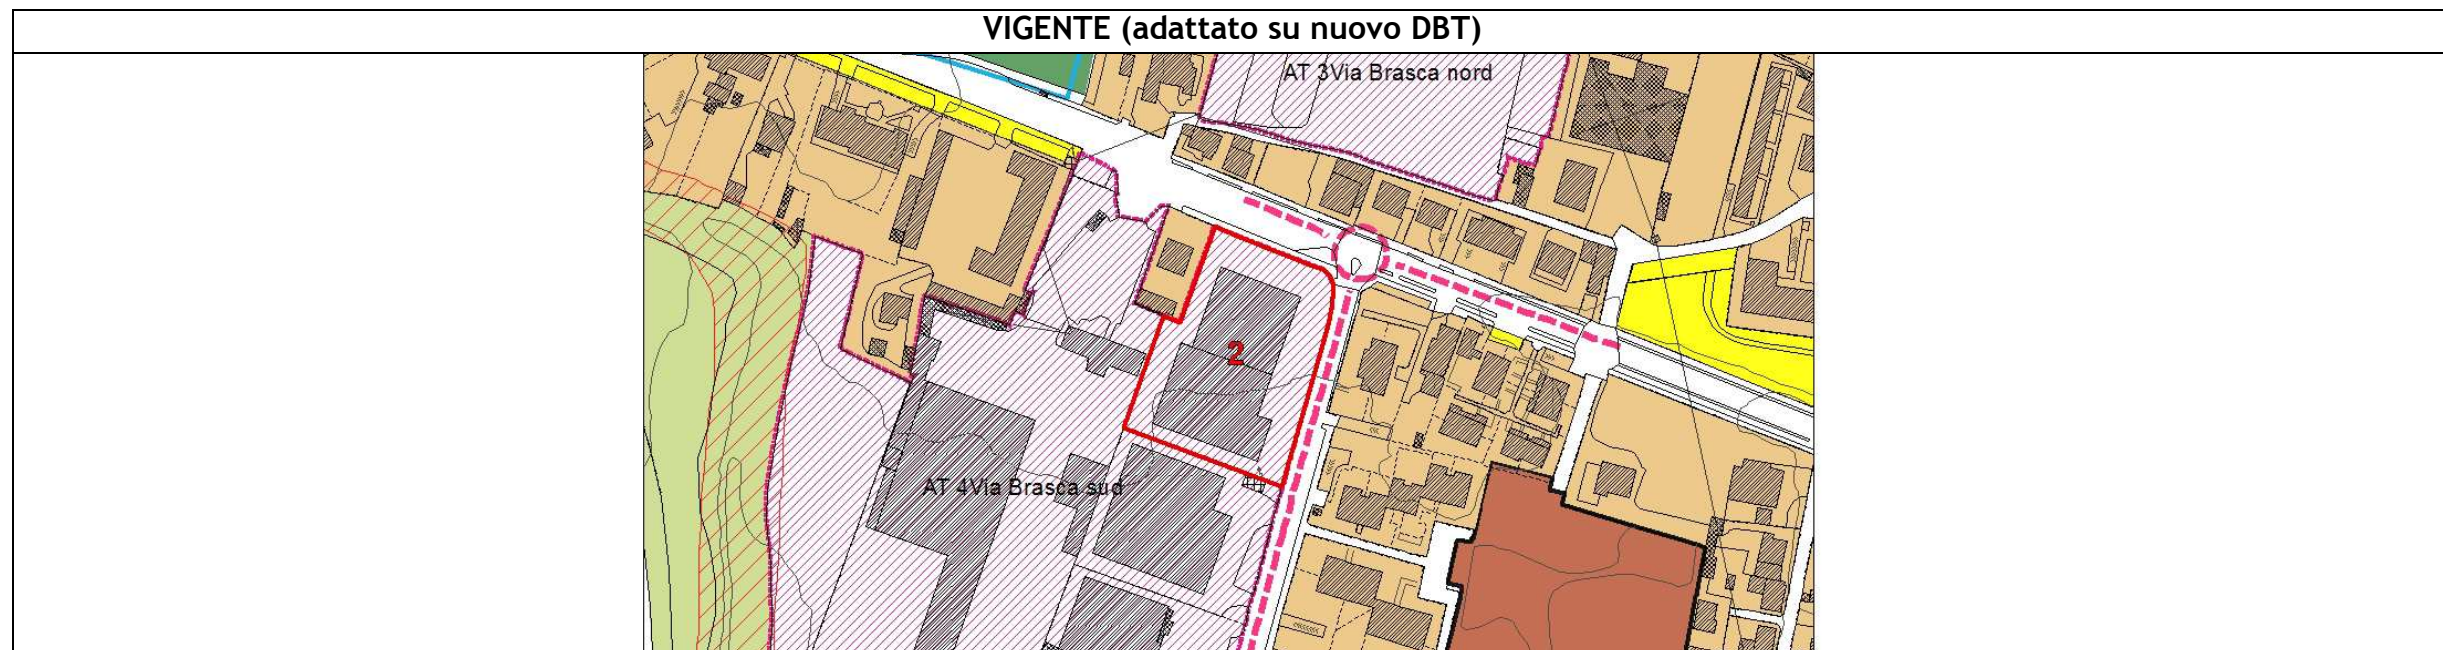 VIGENTE (adattato su nuovo DBT)
AT 3Via Brasca nord
2
AT 4Via Brasca sud